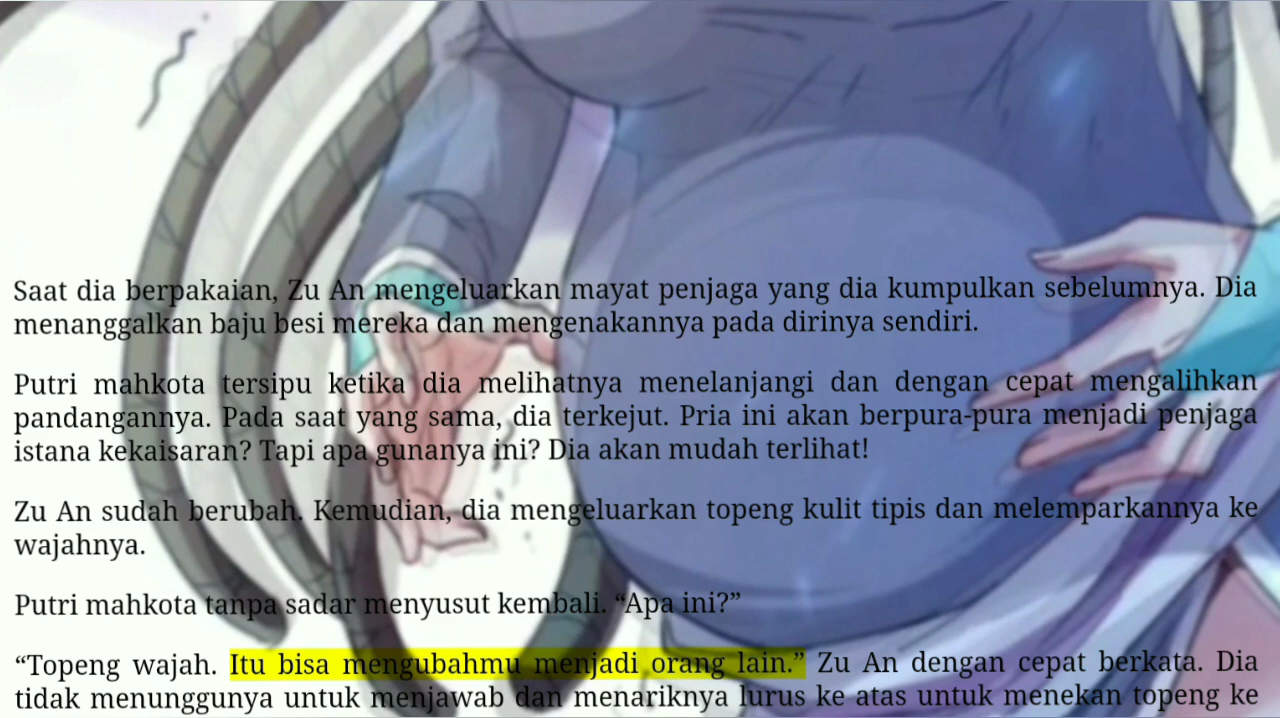 Saat dia berpakaian, Zu An mengeluarkan mayat penjaga yang dia kumpulkan sebelumnya. Dia
menanggalkan baju besi mereka dan mengenakannya pada dirinya sendiri.
Putri mahkota tersipu ketika dia melihatnya menelanjangi dan dengan cepat mengalihkan
pandangannya. Pada saat yang sama, dia terkejut. Pria ini akan berpura-pura menjadi penjaga
istana kekaisaran? Tapi apa gunanya ini? Dia akan mudah terlihat!
Zu An sudah berubah. Kemudian, dia mengeluarkan topeng kulit tipis dan melemparkannya ke
wajahnya.
Putri mahkota tanpa sadar menyusut kembali. “Apa ini?”
“Topeng wajah. Itu bisa mengubahmu menjadi orang lain.” Zu An dengan cepat berkata. Dia
tidak menunggunya untuk menjawab dan menariknya lurus ke atas untuk menekan topeng ke